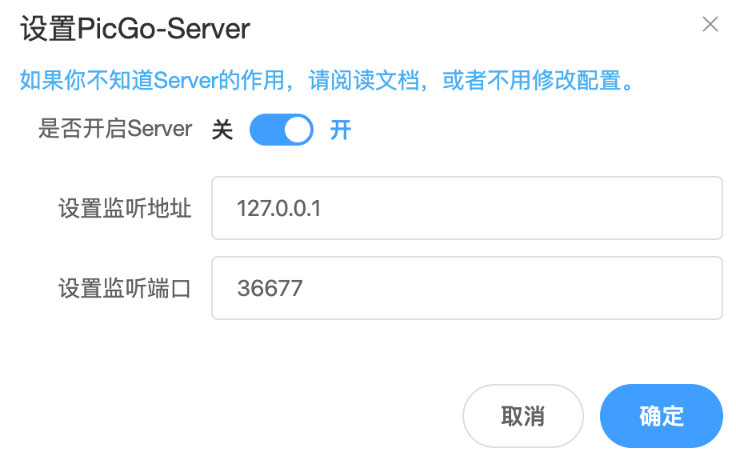 设置PicGo-Server
如果你不知道Server的作用，请阅读文档，或者不用修改配置。
是否开启Server 关 开
设置监听地址 127.0.0.1
设置监听端口 36677
取消 确定